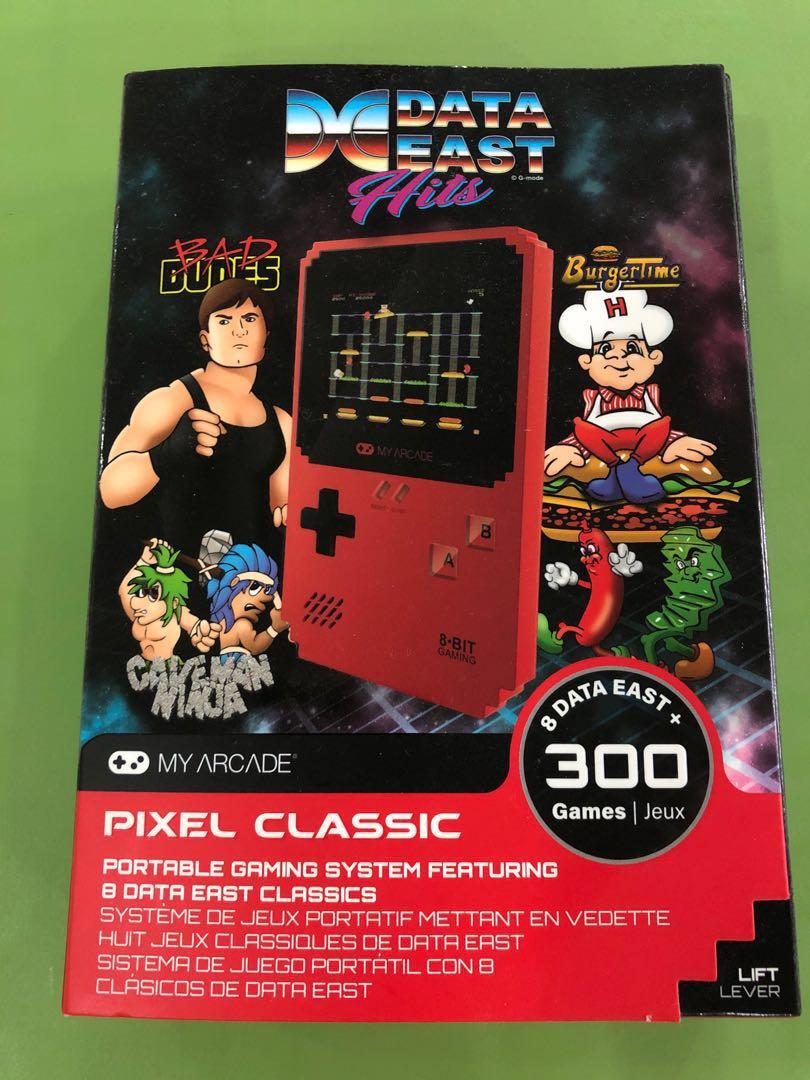 DATA
EAST
© G-mode
Hits
BAD
DUDES
BurgerTime
H
MY ARCADE
B
A
8·BIT
GAMING
CAVEMAN
NINJA
8 DATA EAST +
300
Games | Jeux
MY ARCADE®
PIXEL CLASSIC
PORTABLE GAMING SYSTEM FEATURING
8 DATA EAST CLASSICS
SYSTÈME DE JEUX PORTATIF METTANT EN VEDETTE
HUIT JEUX CLASSIQUES DE DATA EAST
SISTEMA DE JUEGO PORTÁTIL CON 8
CLÁSICOS DE DATA EAST
LIFT
LEVER